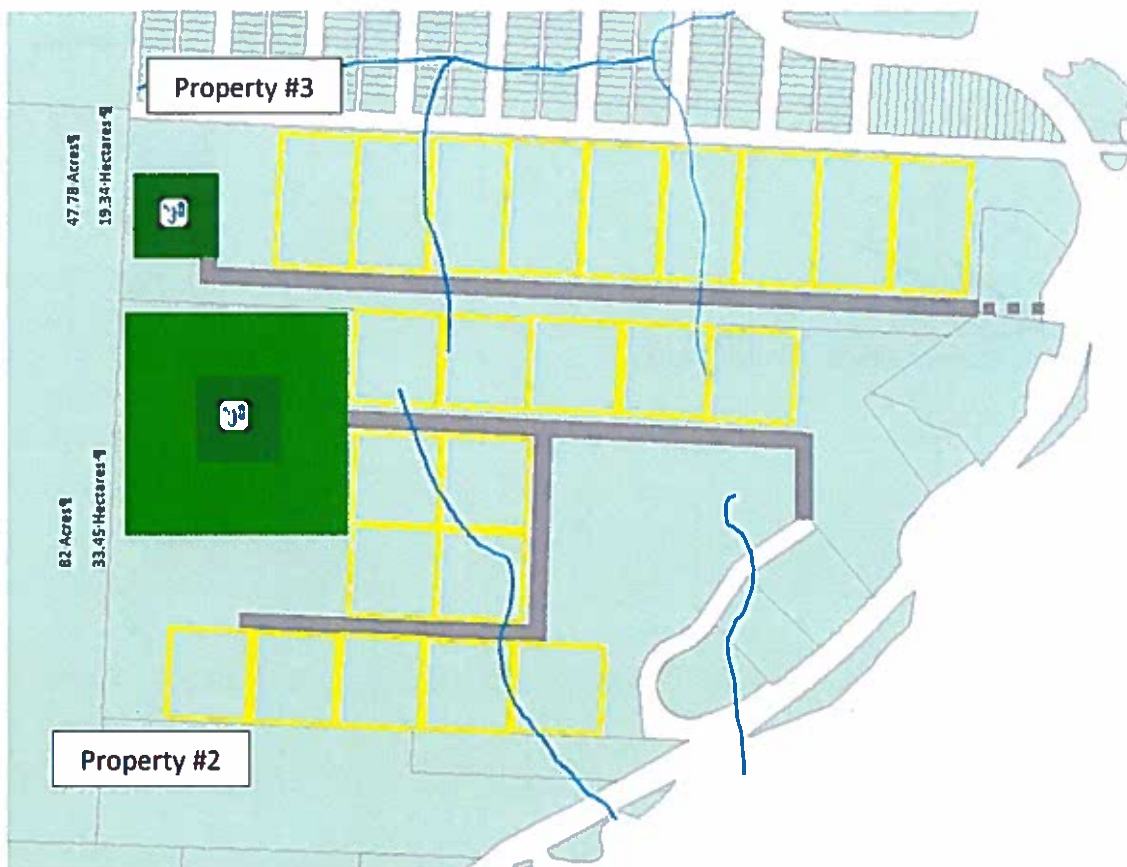 Property #3
47.78 Acres¶
19.34·Hectares¶
82 Acres¶
33.45·Hectares¶
Property #2